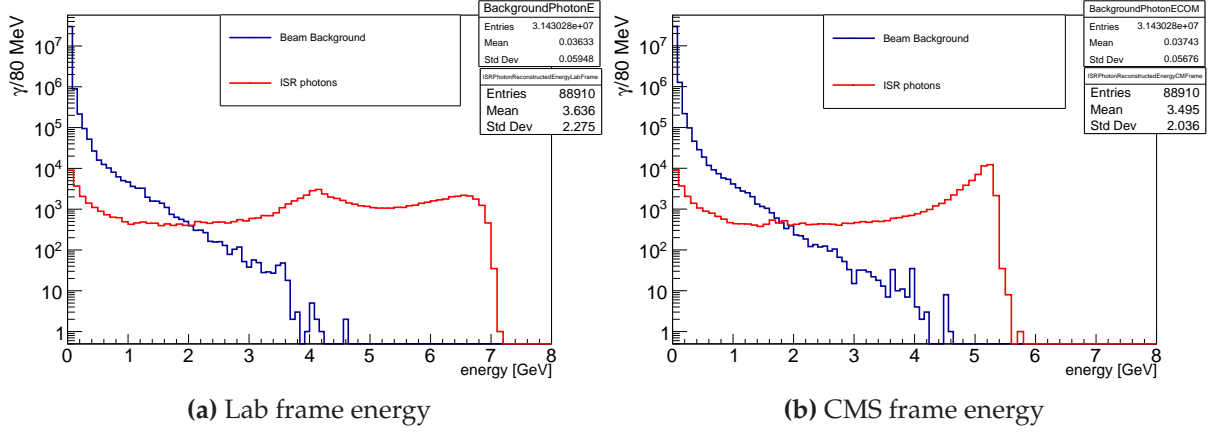 BackgroundPhotonE
Entries 3.143028e+07
Mean 0.03633
Std Dev 0.05948
ISRPhotonReconstructedEnergyLabFrame
Entries 88910
Mean 3.636
Std Dev 2.275
Beam Background
ISR photons
γ/80 MeV
10⁷
10⁶
10⁵
10⁴
10³
10²
10
1
0 1 2 3 4 5 6 7 8
energy [GeV]
(a) Lab frame energy
BackgroundPhotonECOM
Entries 3.143028e+07
Mean 0.03743
Std Dev 0.05676
ISRPhotonReconstructedEnergyCMFrame
Entries 88910
Mean 3.495
Std Dev 2.036
Beam Background
ISR photons
γ/80 MeV
10⁷
10⁶
10⁵
10⁴
10³
10²
10
1
0 1 2 3 4 5 6 7 8
energy [GeV]
(b) CMS frame energy